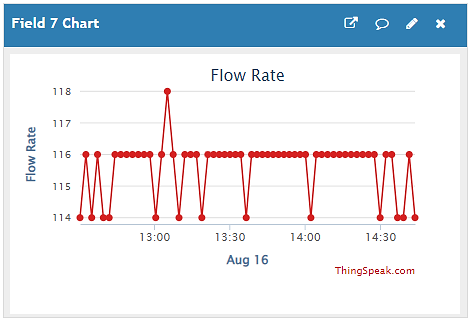 Field 7 Chart
Flow Rate
118
117
116
115
114
Flow Rate
13:00 13:30 14:00 14:30
Aug 16
ThingSpeak.com